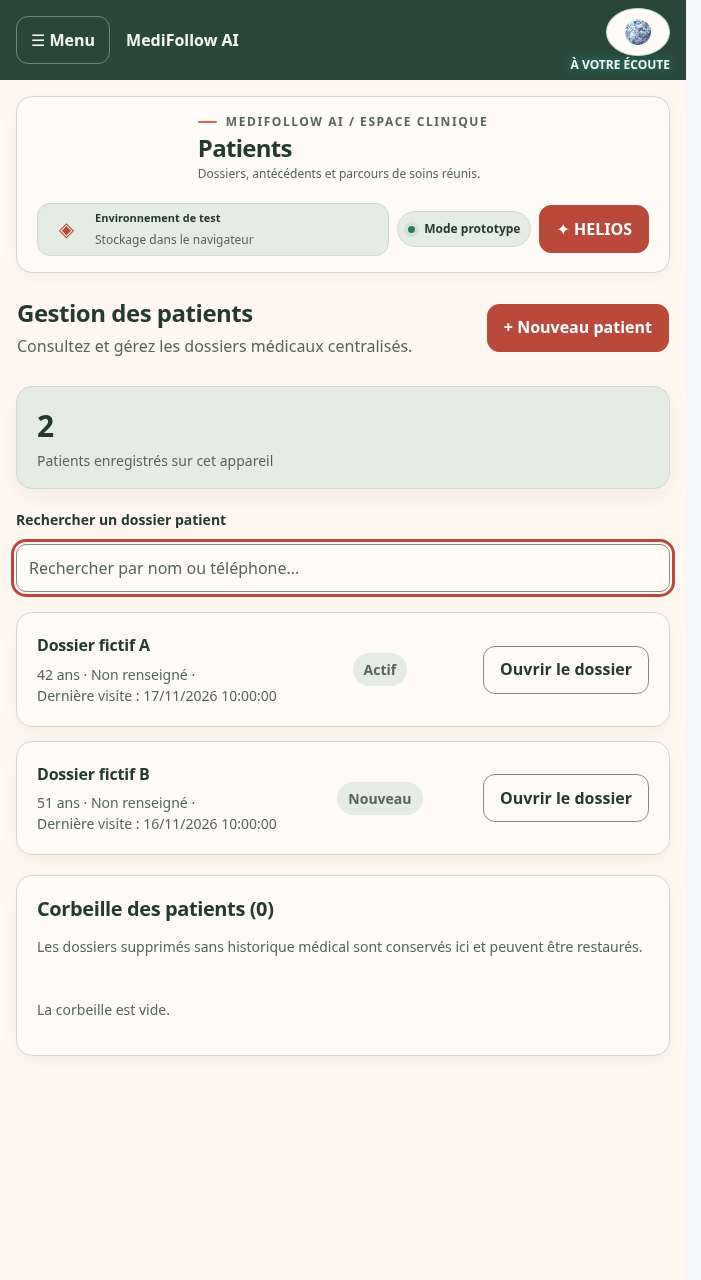 ☰ Menu
MediFollow AI
À VOTRE ÉCOUTE
MEDIFOLLOW AI / ESPACE CLINIQUE
Patients
Dossiers, antécédents et parcours de soins réunis.
Environnement de test
Stockage dans le navigateur
Mode prototype
✦ HELIOS
Gestion des patients
Consultez et gérez les dossiers médicaux centralisés.
+ Nouveau patient
2
Patients enregistrés sur cet appareil
Rechercher un dossier patient
Rechercher par nom ou téléphone...
Dossier fictif A
42 ans · Non renseigné ·
Dernière visite : 17/11/2026 10:00:00
Actif
Ouvrir le dossier
Dossier fictif B
51 ans · Non renseigné ·
Dernière visite : 16/11/2026 10:00:00
Nouveau
Ouvrir le dossier
Corbeille des patients (0)
Les dossiers supprimés sans historique médical sont conservés ici et peuvent être restaurés.
La corbeille est vide.